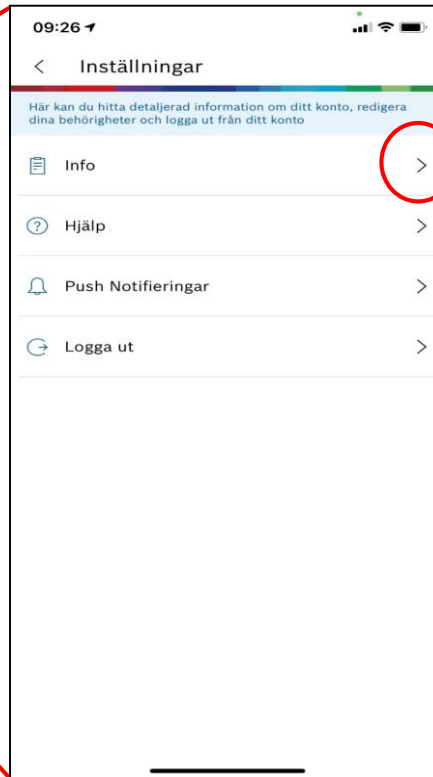 09:26
Inställningar
Här kan du hitta detaljerad information om ditt konto, redigera
dina behörigheter och logga ut från ditt konto
Info
Hjälp
Push Notifieringar
Logga ut